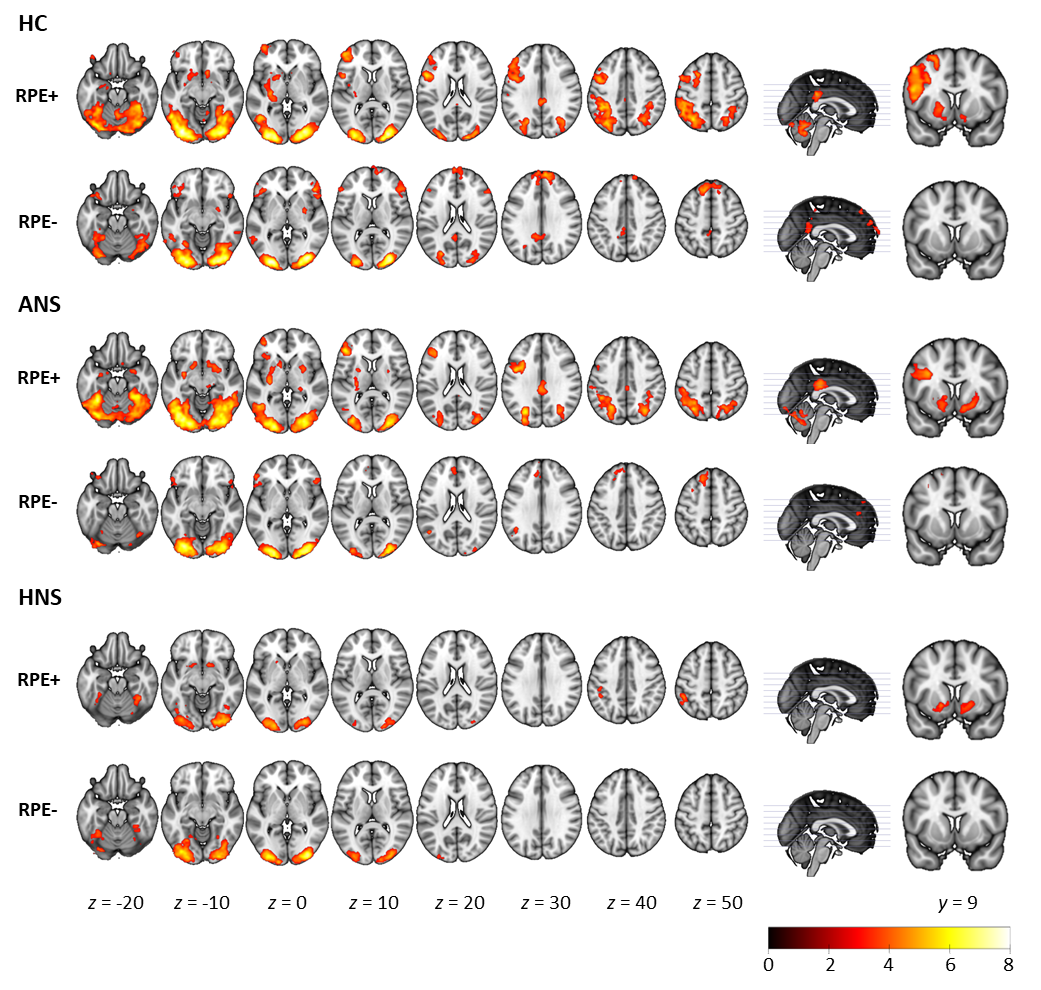 HC
RPE+
RPE-
ANS
RPE+
RPE-
HNS
RPE+
RPE-
z = -20 z = -10 z = 0 z = 10 z = 20 z = 30 z = 40 z = 50 y = 9
0 2 4 6 8